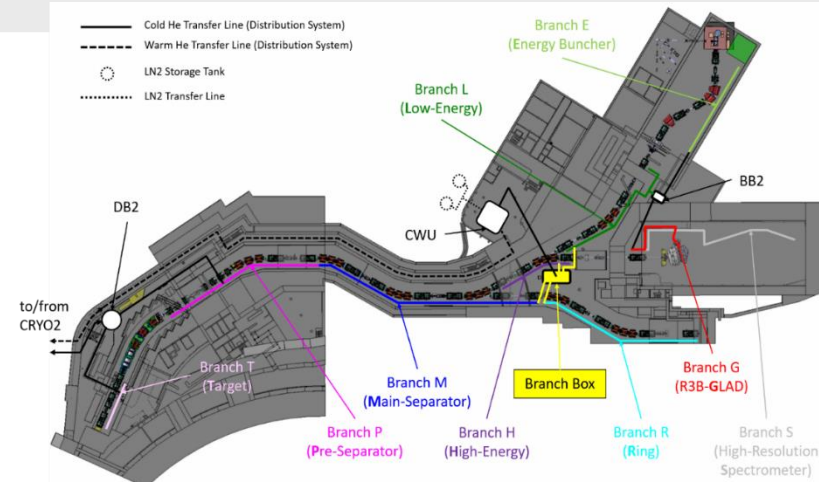 Cold He Transfer Line (Distribution System)
Warm He Transfer Line (Distribution System)
LN2 Storage Tank
LN2 Transfer Line
Branch E
(Energy Buncher)
Branch L
(Low-Energy)
DB2
CWU
BB2
to/from
CRYO2
Branch T
(Target)
Branch P
(Pre-Separator)
Branch M
(Main-Separator)
Branch H
(High-Energy)
Branch Box
Branch R
(Ring)
Branch G
(R3B-GLAD)
Branch S
(High-Resolution
Spectrometer)